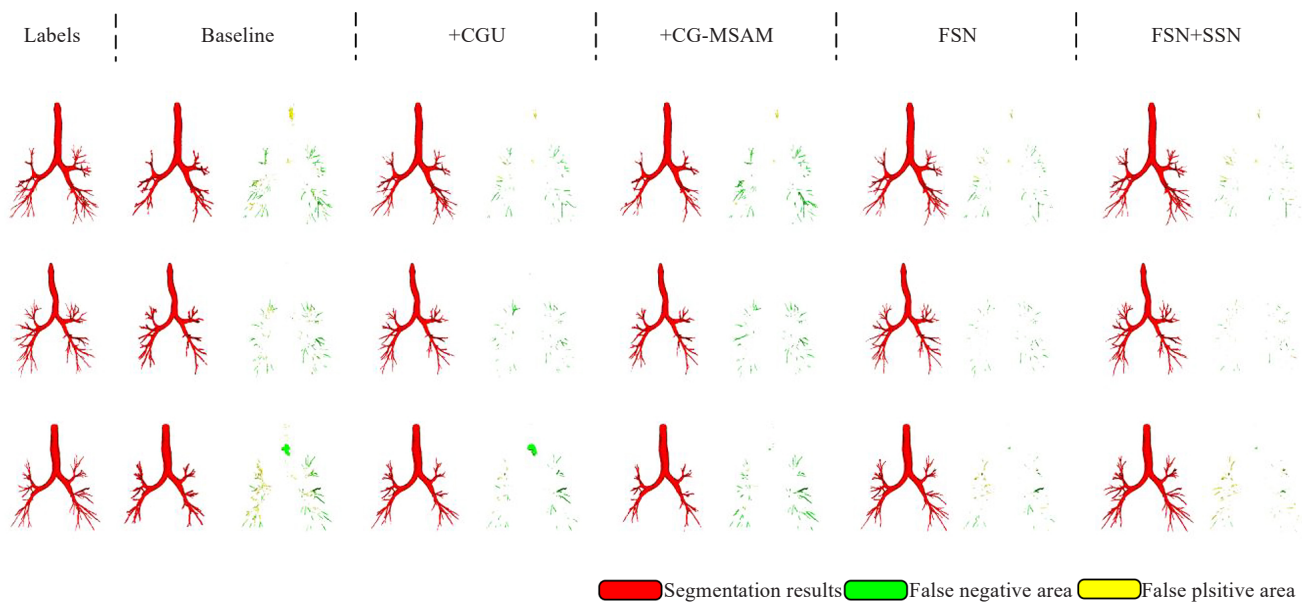 Labels
Baseline
+CGU
+CG-MSAM
FSN
FSN+SSN
Segmentation results
False negative area
False plsitive area